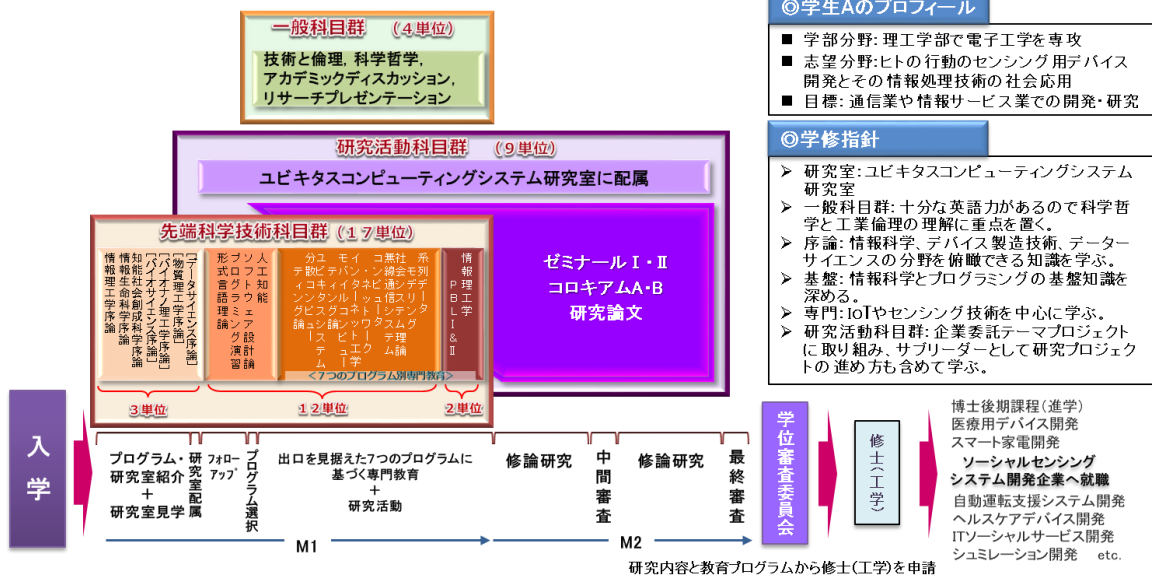 一般科目群 (4単位)
技術と倫理, 科学哲学,
アカデミックディスカッション,
リサーチプレゼンテーション
研究活動科目群 (9単位)
ユビキタスコンピューティングシステム研究室に配属
先端科学技術科目群(17単位)
[データサイエンス序論]
[物質理工学序論]
[バイオナノ理工学序論]
[バイオサイエンス序論]
知能社会創成科学序論
情報生命科学序論
情報理工学序論
人工知能
ソフトウェア設計論
プログラミング演習
形式言語理論
<7つのプログラム別専門教育>
情報理工学PBLⅠ&Ⅱ
ゼミナールⅠ・Ⅱ
コロキアムA・B
研究論文
3単位
12単位
2単位
入学
プログラム・
研究室紹介
+
研究室見学
研究室配属
フォロー
アップ
プログラム選択
出口を見据えた7つのプログラムに
基づく専門教育
+
研究活動
修論研究
中間審査
修論研究
最終審査
M1
M2
学位審査委員会
修士(工学)
研究内容と教育プログラムから修士(工学)を申請
◎学生Aのプロフィール
■ 学部分野:理工学部で電子工学を専攻
■ 志望分野:ヒトの行動のセンシング用デバイス
開発とその情報処理技術の社会応用
■ 目標:通信業や情報サービス業での開発・研究
◎学修指針
➢ 研究室:ユビキタスコンピューティングシステム
研究室
➢ 一般科目群:十分な英語力があるので科学哲
学と工業倫理の理解に重点を置く。
➢ 序論:情報科学、デバイス製造技術、データー
サイエンスの分野を俯瞰できる知識を学ぶ。
➢ 基盤:情報科学とプログラミングの基盤知識を
深める。
➢ 専門:IoTやセンシング技術を中心に学ぶ。
➢ 研究活動科目群:企業委託テーマプロジェクト
に取り組み、サブリーダーとして研究プロジェク
トの進め方も含めて学ぶ。
博士後期課程(進学)
医療用デバイス開発
スマート家電開発
ソーシャルセンシング
システム開発企業へ就職
自動運転支援システム開発
ヘルスケアデバイス開発
ITソーシャルサービス開発
シュミレーション開発 etc.